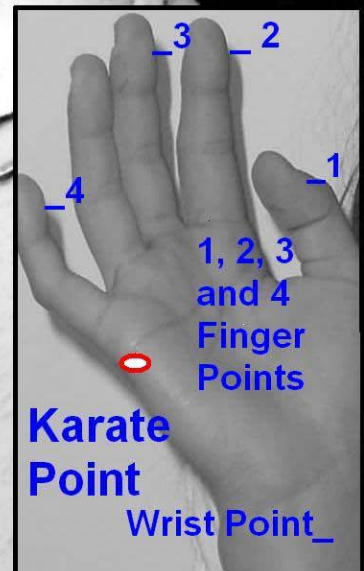 _3
_ 2
_1
_4
1, 2, 3
and 4
Finger
Points
Karate
Point
Wrist Point_